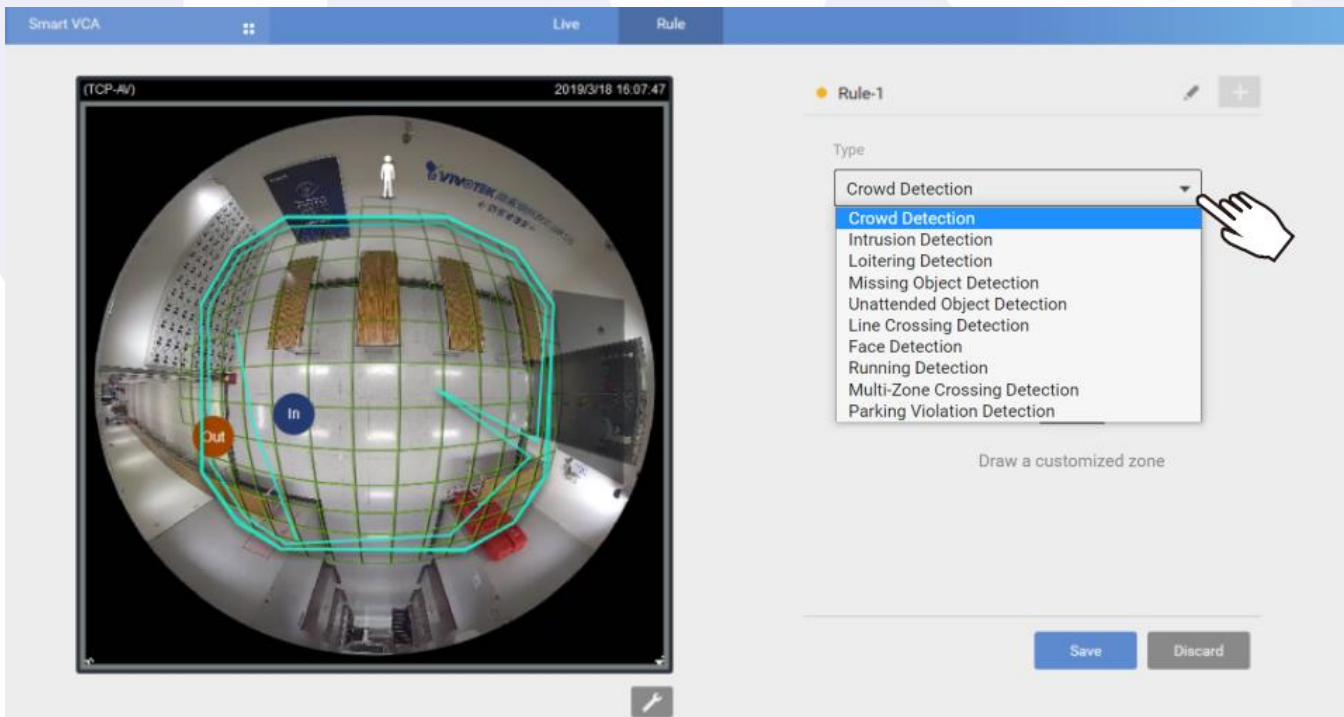 Smart VCA
Live
Rule
(TCP-AV)
2019/3/18 16:07:47
VIVOTEK
In
Out
Rule-1
Type
Crowd Detection
Crowd Detection
Intrusion Detection
Loitering Detection
Missing Object Detection
Unattended Object Detection
Line Crossing Detection
Face Detection
Running Detection
Multi-Zone Crossing Detection
Parking Violation Detection
Draw a customized zone
Save
Discard